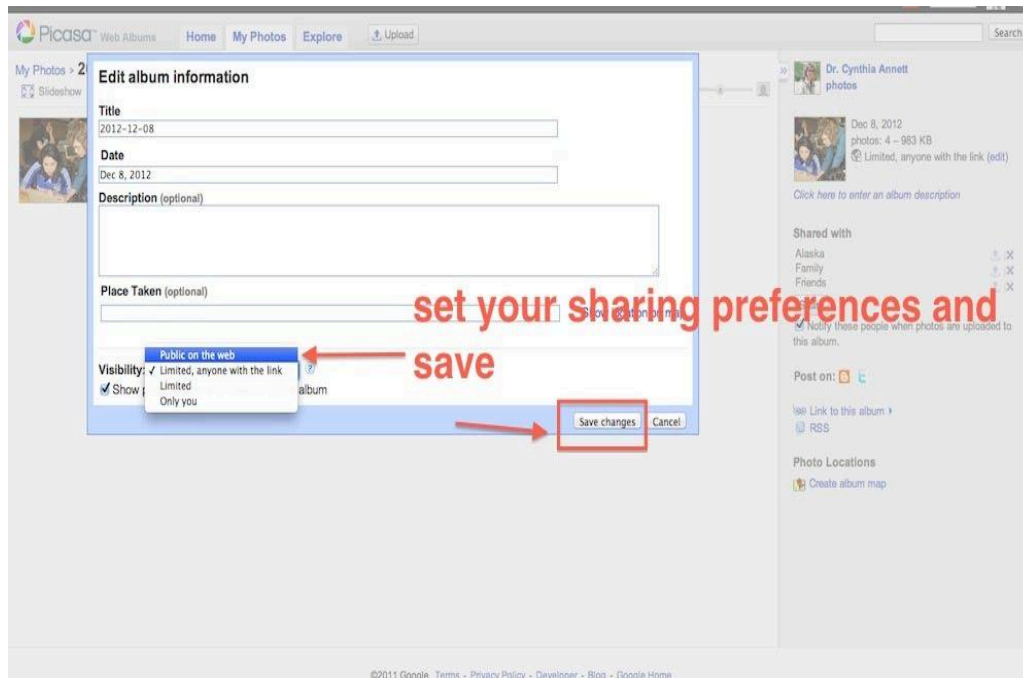 Picasa™ Web Albums Home My Photos Explore Upload Search
My Photos > 2
Slideshow
Edit album information
Title
2012-12-08
Date
Dec 8, 2012
Description (optional)
Place Taken (optional)
Visibility:
Public on the web
✓ Limited, anyone with the link
Limited
Only you
?
Show
album
Save changes Cancel
set your sharing preferences and
save
» Dr. Cynthia Annett
photos
Dec 8, 2012
photos: 4 – 983 KB
Limited, anyone with the link (edit)
Click here to enter an album description
Shared with
Alaska X
Family X
Friends X
Notify these people when photos are uploaded to
this album.
Post on:
Link to this album
RSS
Photo Locations
Create album map
©2011 Google Terms - Privacy Policy - Developer - Blog - Google Home